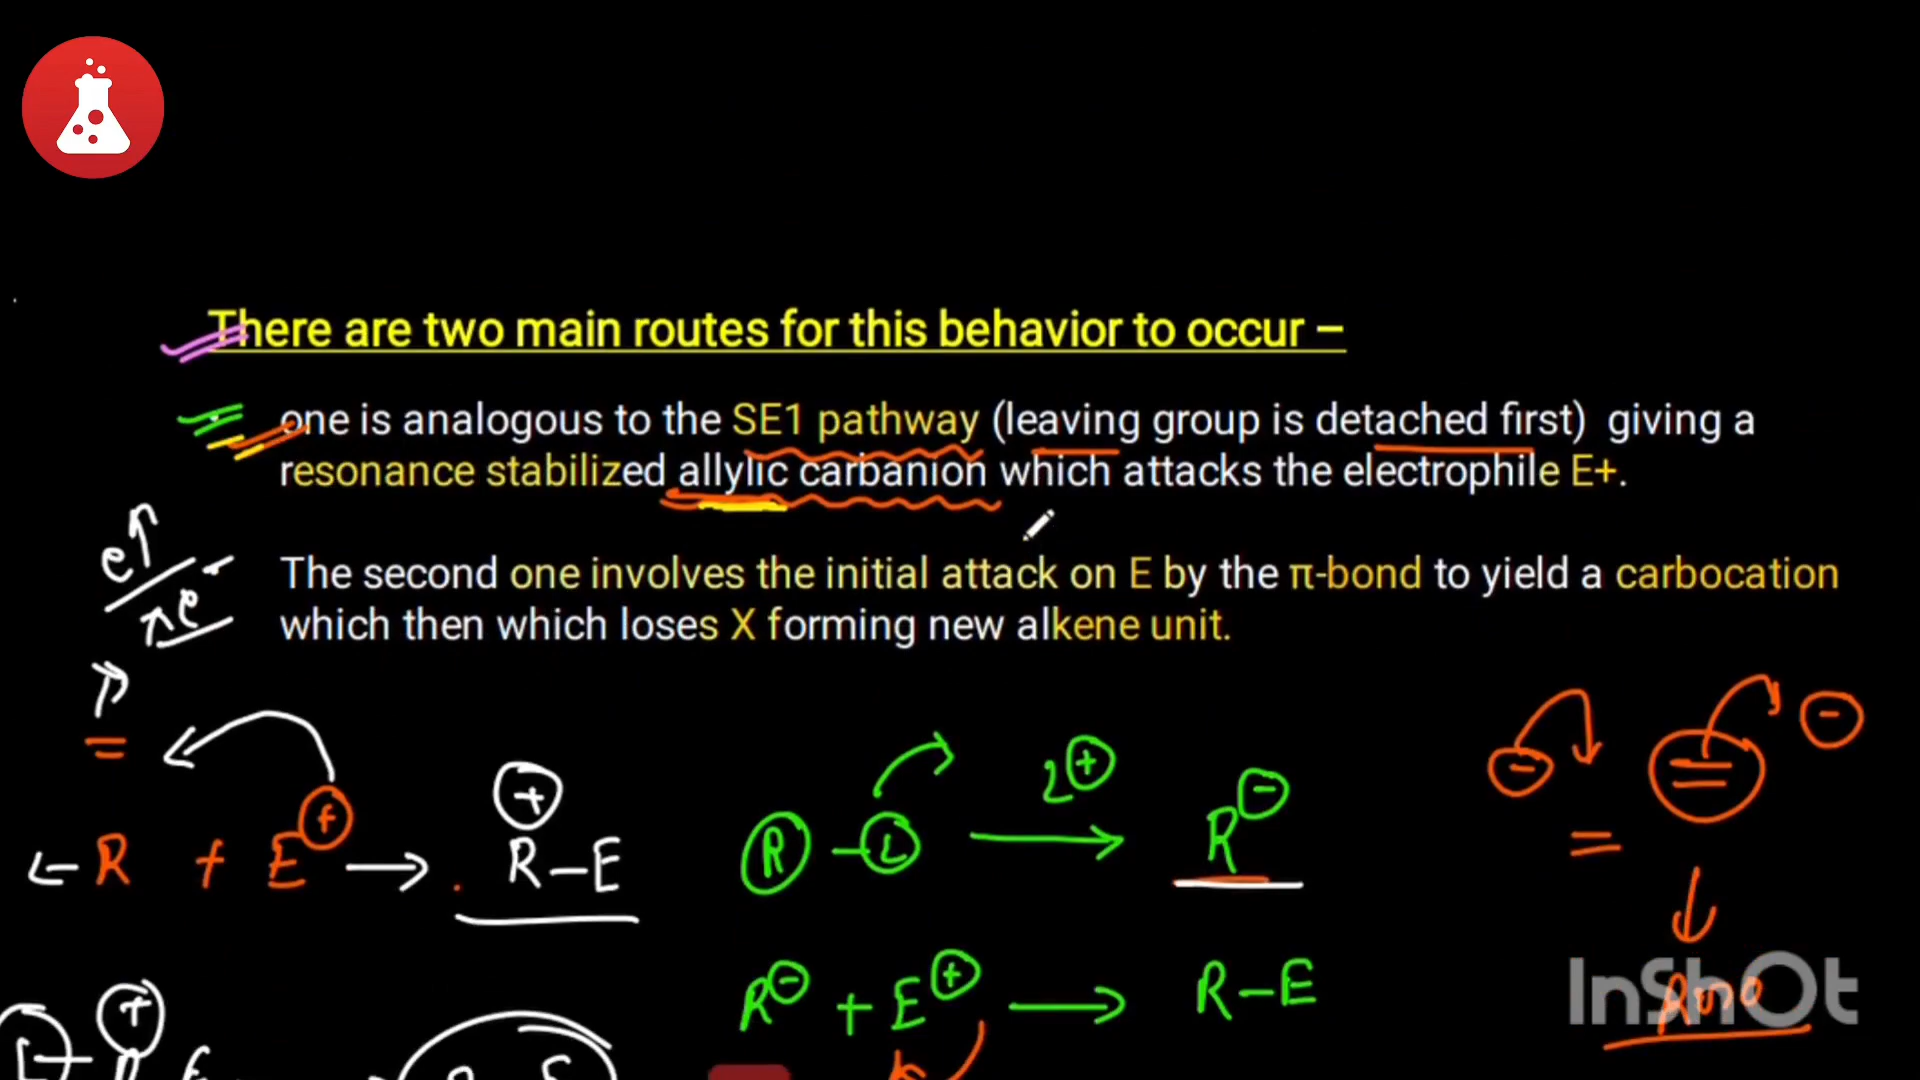 There are two main routes for this behavior to occur –
one is analogous to the SE1 pathway (leaving group is detached first) giving a
resonance stabilized allylic carbanion which attacks the electrophile E+.
The second one involves the initial attack on E by the π-bond to yield a carbocation
which then which loses X forming new alkene unit.
R + E⊕ → R–E ⊕
R–L → L⊕ R⊖
R⊖ + E⊕ → R–E
InShOt